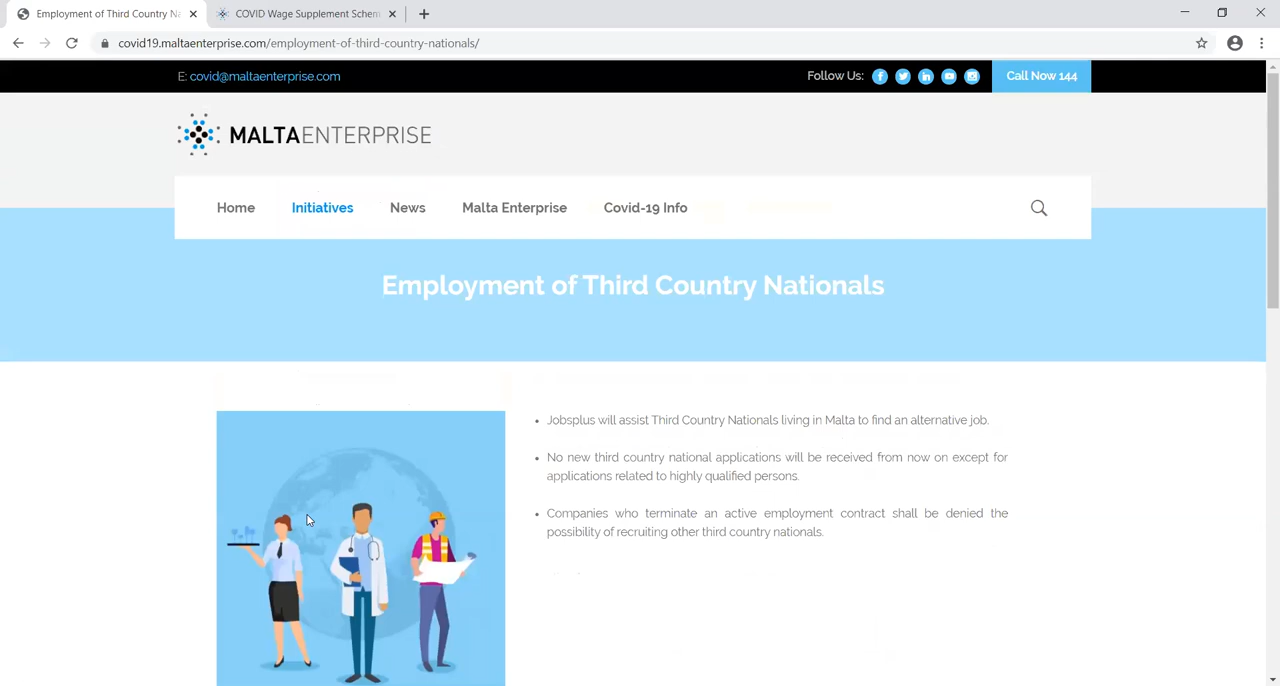 Employment of Third Country Na
COVID Wage Supplement Schem
covid19.maltaenterprise.com/employment-of-third-country-nationals/
E: covid@maltaenterprise.com
Follow Us:
Call Now 144
MALTAENTERPRISE
Home
Initiatives
News
Malta Enterprise
Covid-19 Info
Employment of Third Country Nationals
• Jobsplus will assist Third Country Nationals living in Malta to find an alternative job.
• No new third country national applications will be received from now on except for
applications related to highly qualified persons.
• Companies who terminate an active employment contract shall be denied the
possibility of recruiting other third country nationals.